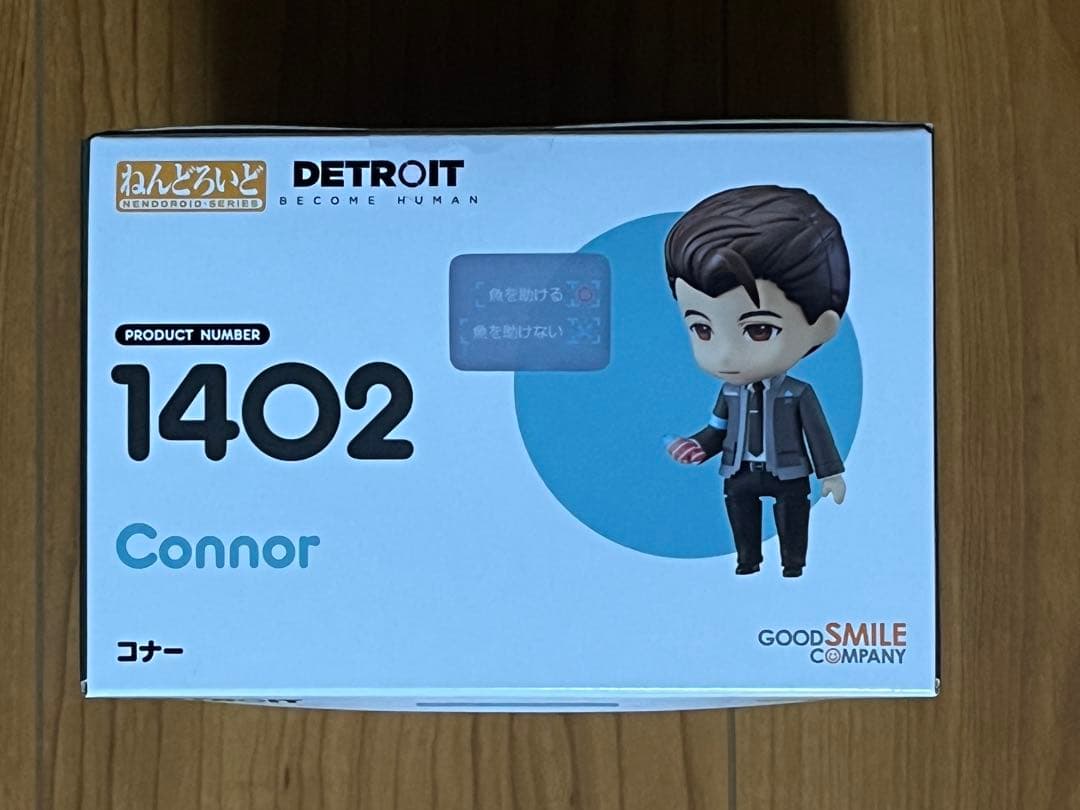 ねんどろいど
NENDOROID SERIES
DETROIT
BECOME HUMAN
魚を助ける
魚を助けない
PRODUCT NUMBER
1402
Connor
コナー
GOOD SMILE
COMPANY